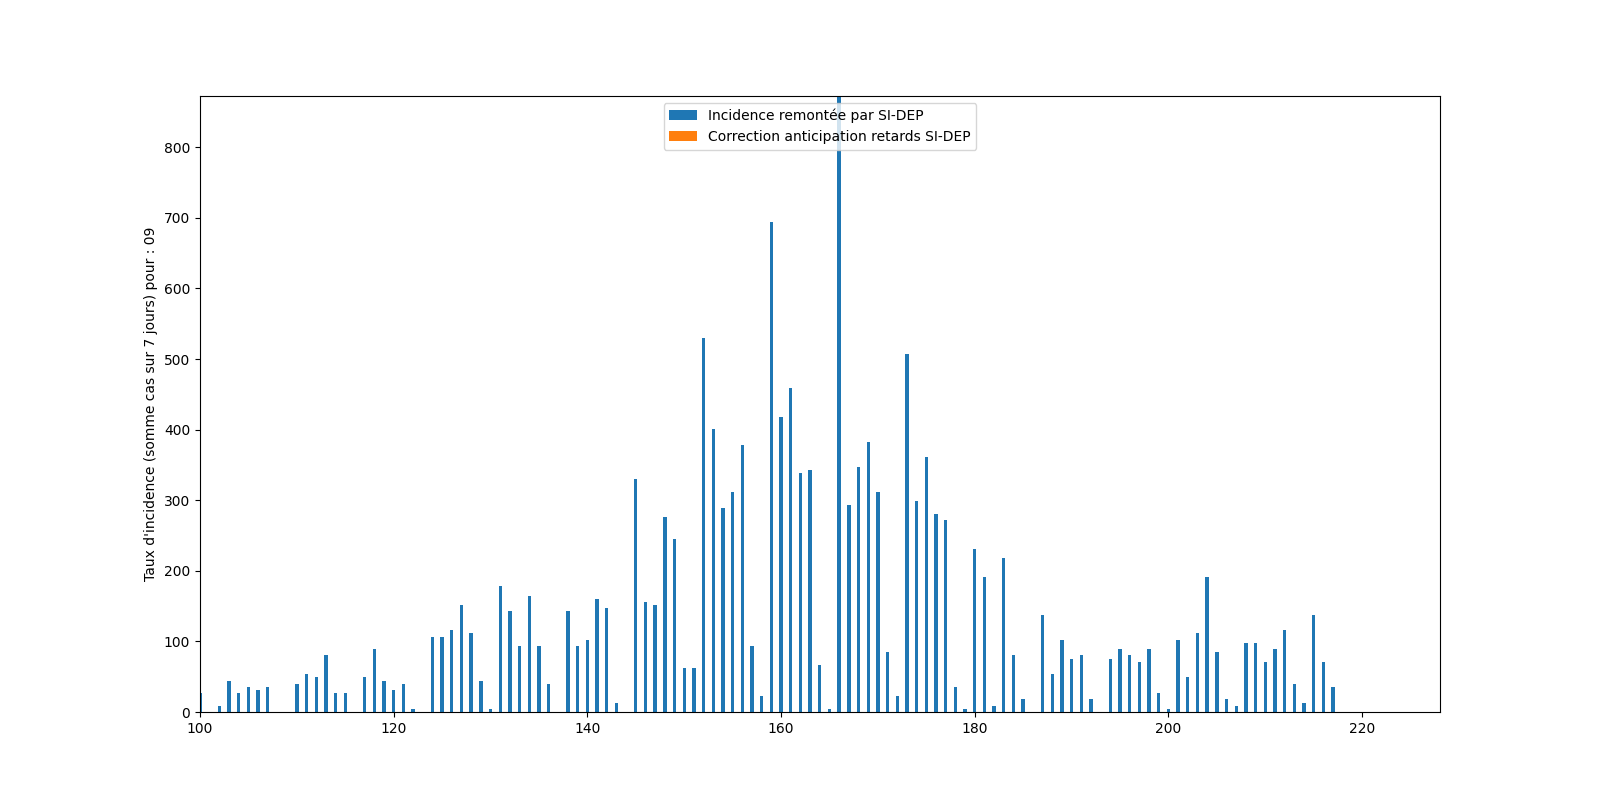 Incidence remontée par SI-DEP
Correction anticipation retards SI-DEP
Taux d'incidence (somme cas sur 7 jours) pour : 09
800
700
600
500
400
300
200
100
0
100 120 140 160 180 200 220